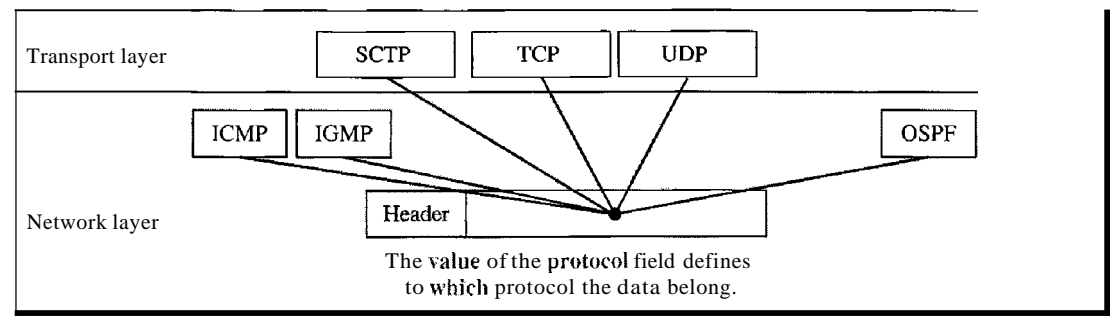 Transport layer
SCTP
TCP
UDP
ICMP
IGMP
OSPF
Network layer
Header
The value of the protocol field defines
to which protocol the data belong.